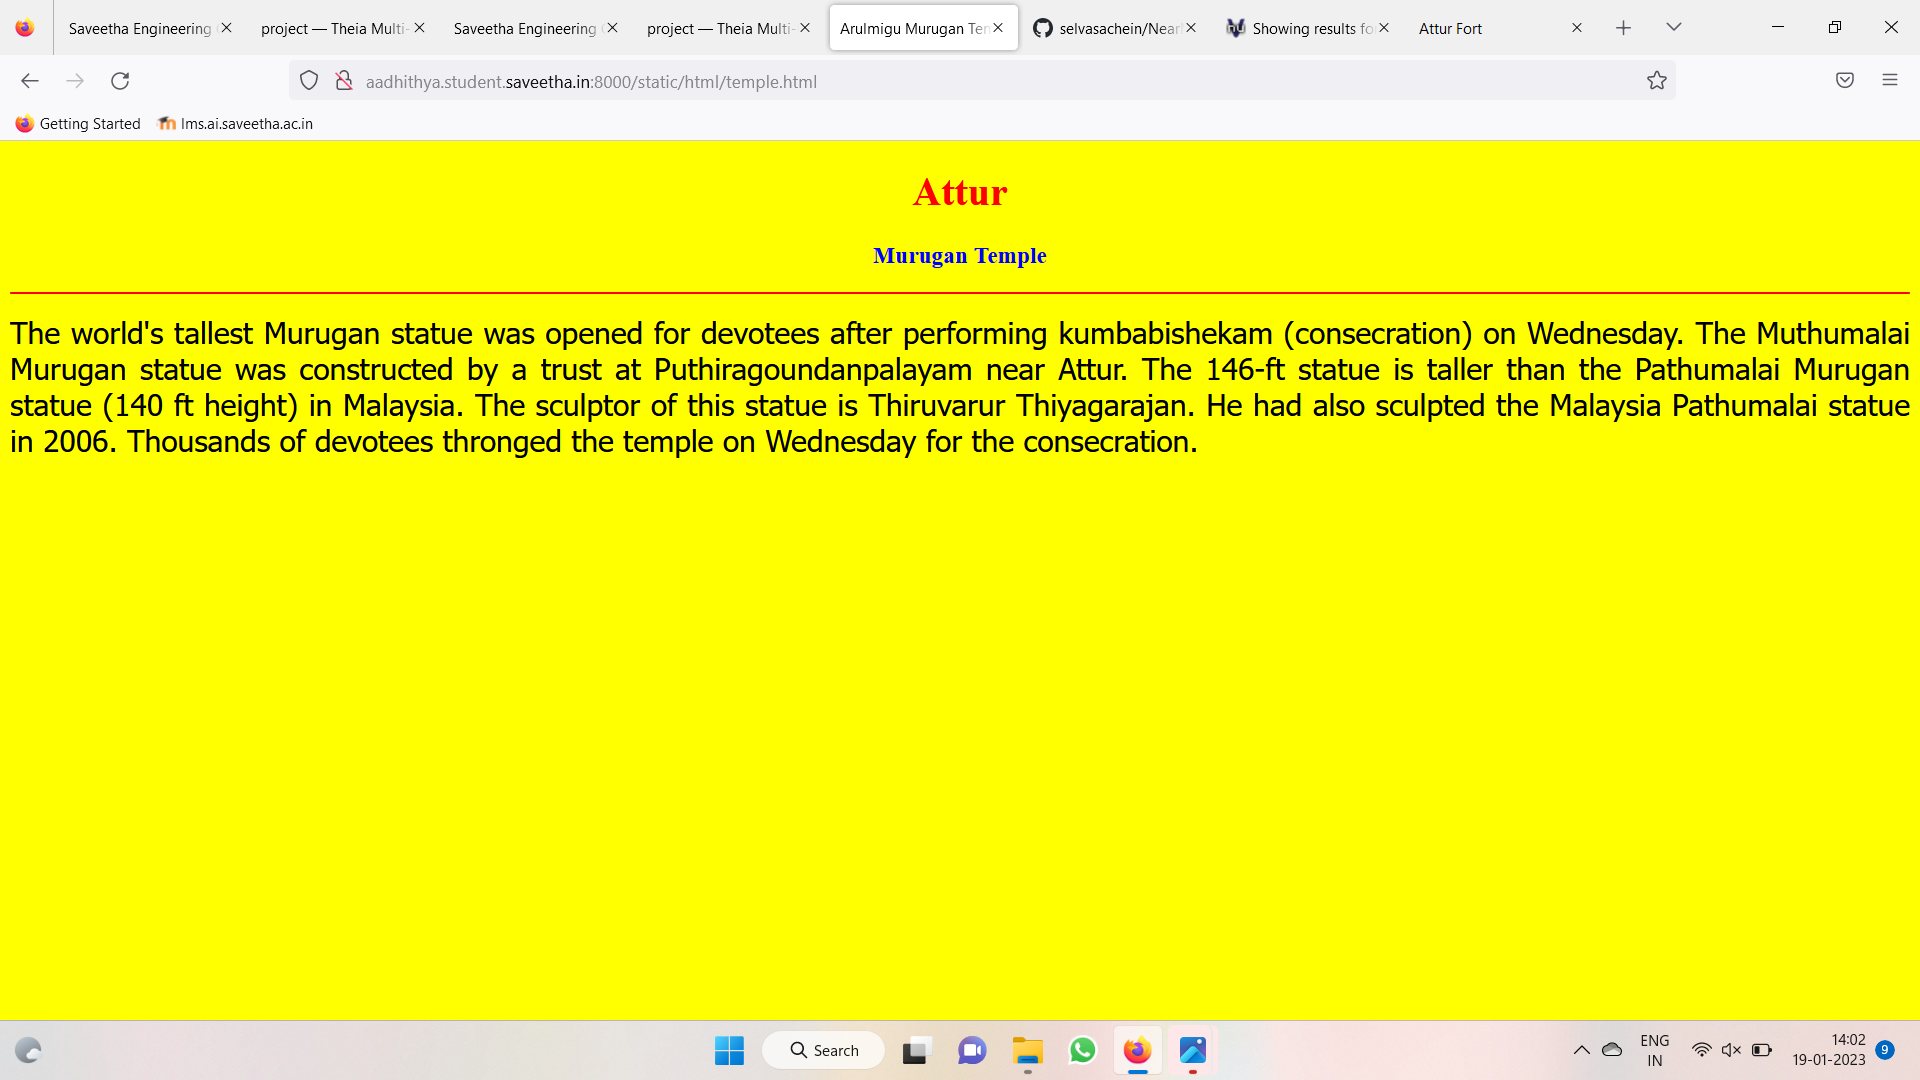 Saveetha Engineering
project — Theia Multi-
Saveetha Engineering
project — Theia Multi-
Arulmigu Murugan Ten
selvasachein/Near
Showing results fo
Attur Fort
aadhithya.student.saveetha.in:8000/static/html/temple.html
Getting Started
lms.ai.saveetha.ac.in
Attur
Murugan Temple
The world's tallest Murugan statue was opened for devotees after performing kumbabishekam (consecration) on Wednesday. The Muthumalai
Murugan statue was constructed by a trust at Puthiragoundanpalayam near Attur. The 146-ft statue is taller than the Pathumalai Murugan
statue (140 ft height) in Malaysia. The sculptor of this statue is Thiruvarur Thiyagarajan. He had also sculpted the Malaysia Pathumalai statue
in 2006. Thousands of devotees thronged the temple on Wednesday for the consecration.
Search
ENG
IN
14:02
19-01-2023
9